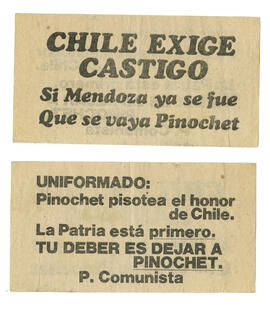 CHILE EXIGE
CASTIGO
Si Mendoza ya se fue
Que se vaya Pinochet
UNIFORMADO:
Pinochet pisotea el honor
de Chile.
La Patria está primero.
TU DEBER ES DEJAR A
PINOCHET.
P. Comunista